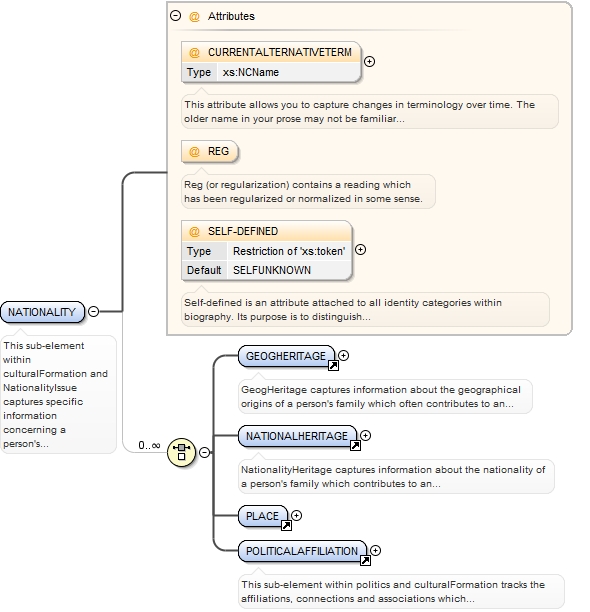 @ Attributes
@ CURRENTALTERNATIVETERM
Type xs:NCName
This attribute allows you to capture changes in terminology over time. The
older name in your prose may not be familiar...
@ REG
Reg (or regularization) contains a reading which
has been regularized or normalized in some sense.
@ SELF-DEFINED
Type Restriction of 'xs:token'
Default SELFUNKNOWN
Self-defined is an attribute attached to all identity categories within
biography. Its purpose is to distinguish...
NATIONALITY
This sub-element
within
culturalFormation and
NationalityIssue
captures specific
information
concerning a
person's...
0..∞
GEOGHERITAGE
GeogHeritage captures information about the geographical
origins of a person's family which often contributes to an...
NATIONALHERITAGE
NationalityHeritage captures information about the nationality of
a person's family which contributes to an...
PLACE
POLITICALAFFILIATION
This sub-element within politics and culturalFormation tracks the
affiliations, connections and associations which...